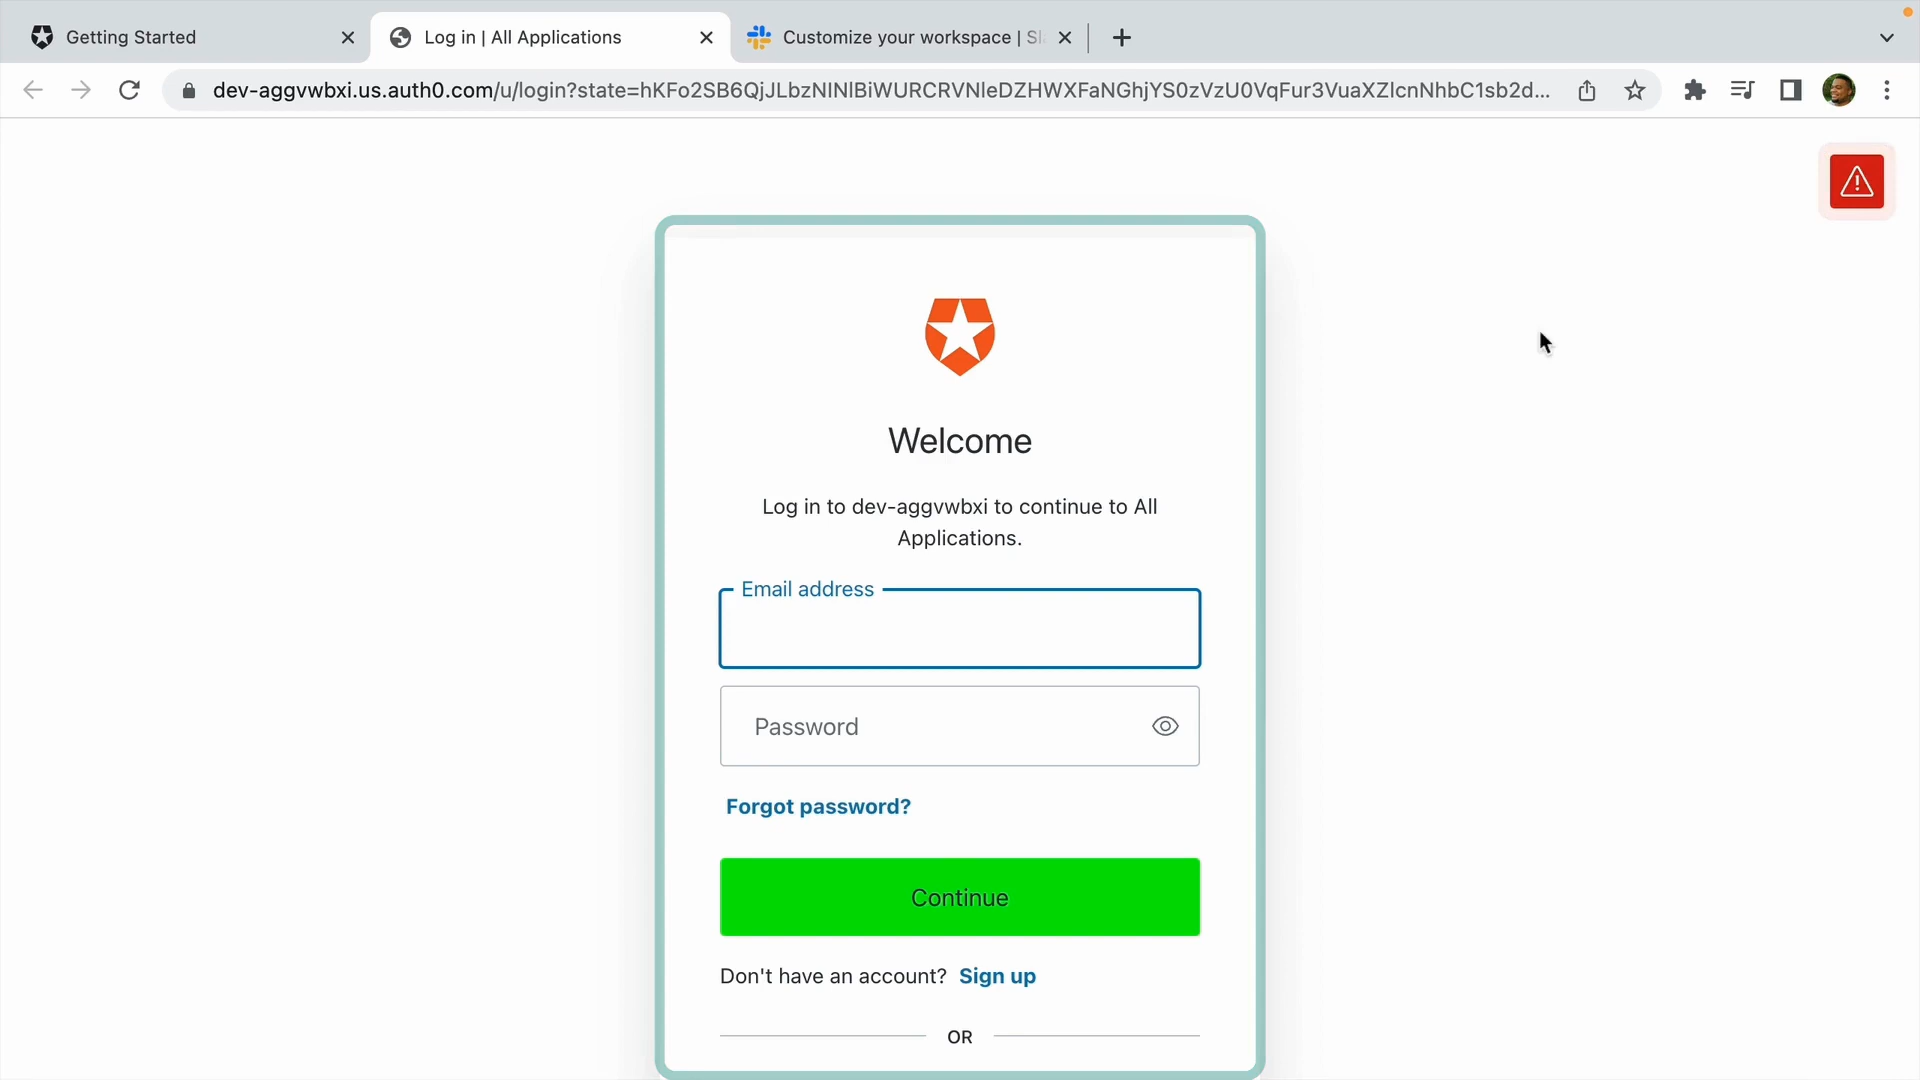 Getting Started
Log in | All Applications
Customize your workspace | Sl
dev-aggvwbxi.us.auth0.com/u/login?state=
Welcome
Log in to dev-aggvwbxi to continue to All
Applications.
Email address
Password
Forgot password?
Continue
Don't have an account? Sign up
OR